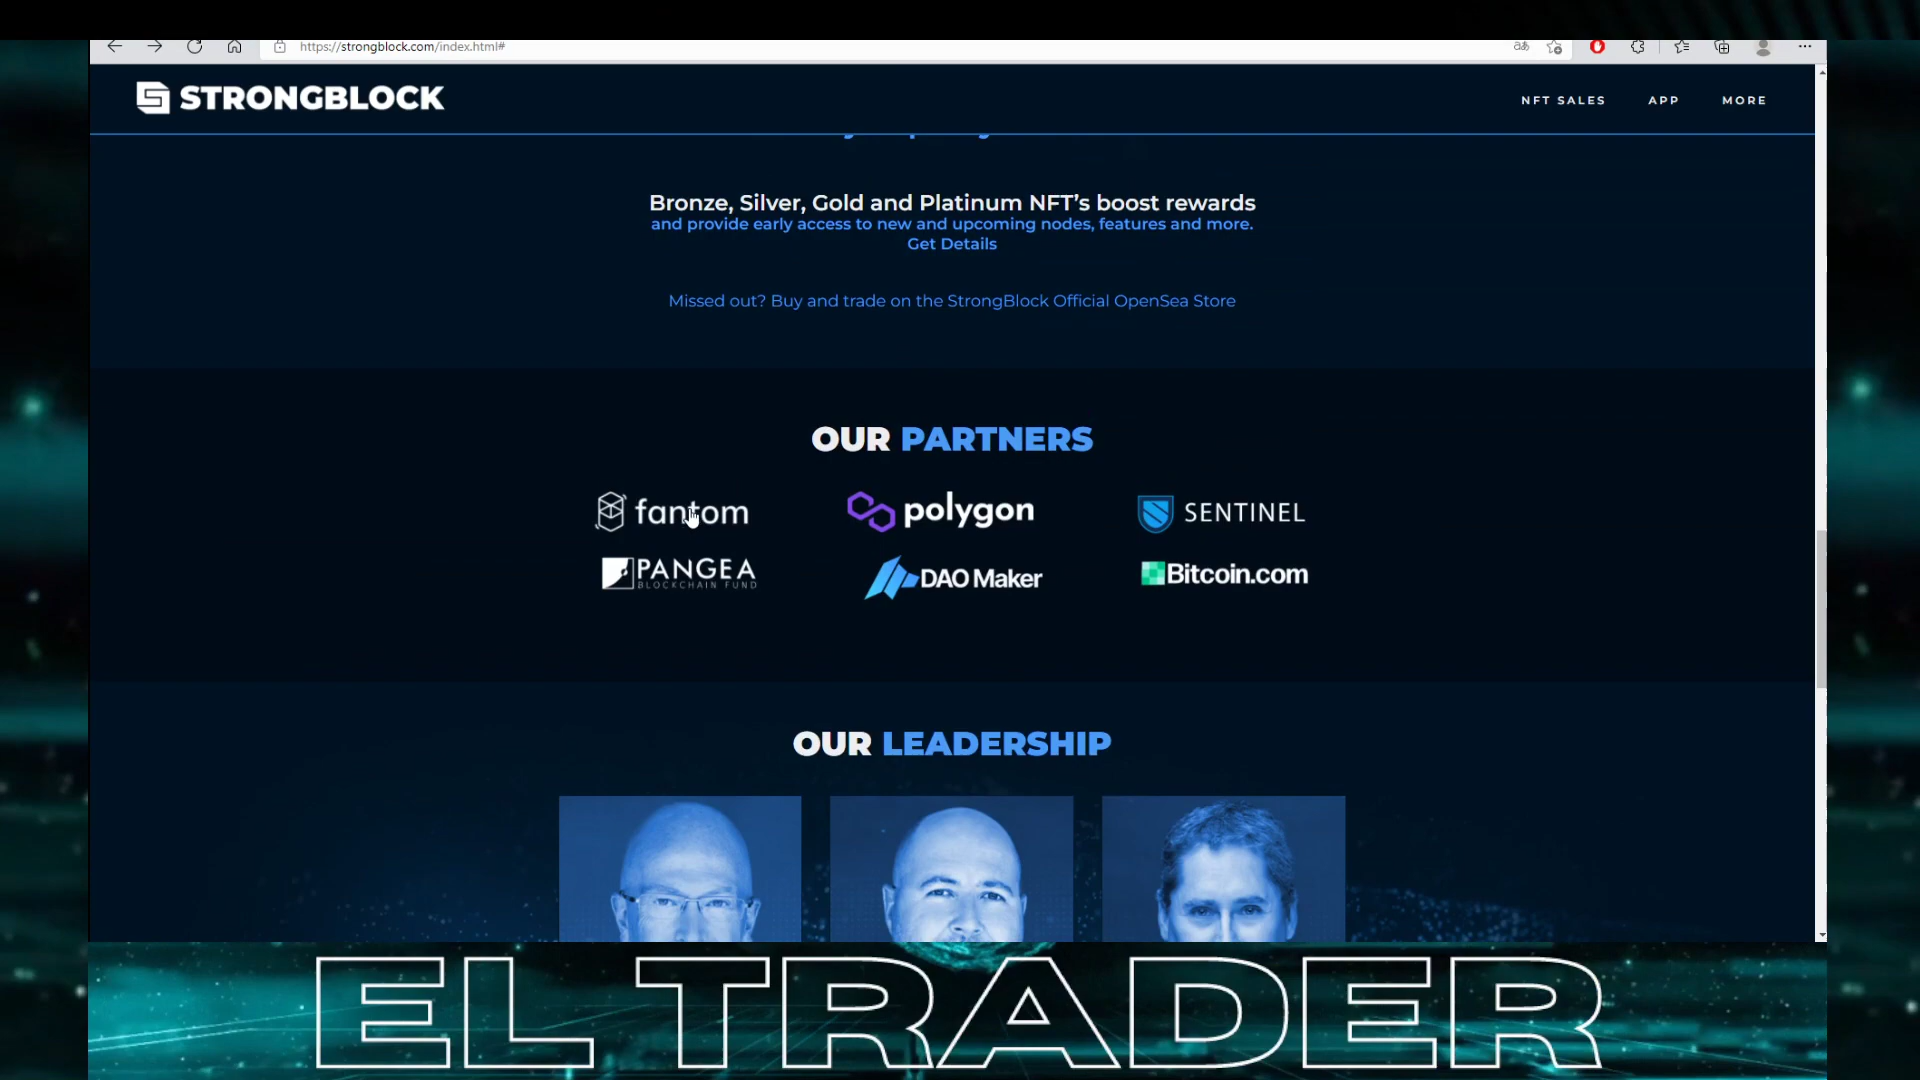 https://strongblock.com/index.html#
STRONGBLOCK
NFT SALES
APP
MORE
Bronze, Silver, Gold and Platinum NFT’s boost rewards
and provide early access to new and upcoming nodes, features and more.
Get Details
Missed out? Buy and trade on the StrongBlock Official OpenSea Store
OUR PARTNERS
fantom
polygon
SENTINEL
PANGEA
BLOCKCHAIN FUND
DAO Maker
Bitcoin.com
OUR LEADERSHIP
EL TRADER